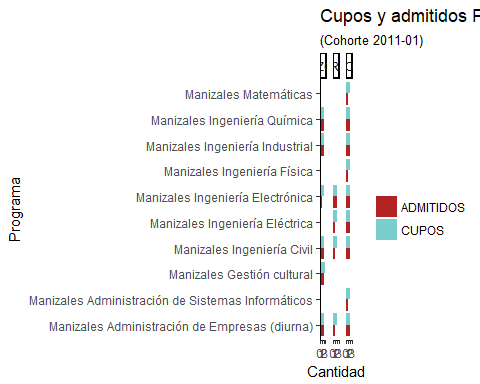 Cupos y admitidos P
(Cohorte 2011-01)
Manizales Matemáticas
Manizales Ingeniería Química
Manizales Ingeniería Industrial
Manizales Ingeniería Física
Manizales Ingeniería Electrónica
Manizales Ingeniería Eléctrica
Manizales Ingeniería Civil
Manizales Gestión cultural
Manizales Administración de Sistemas Informáticos
Manizales Administración de Empresas (diurna)
Programa
Cantidad
ADMITIDOS
CUPOS